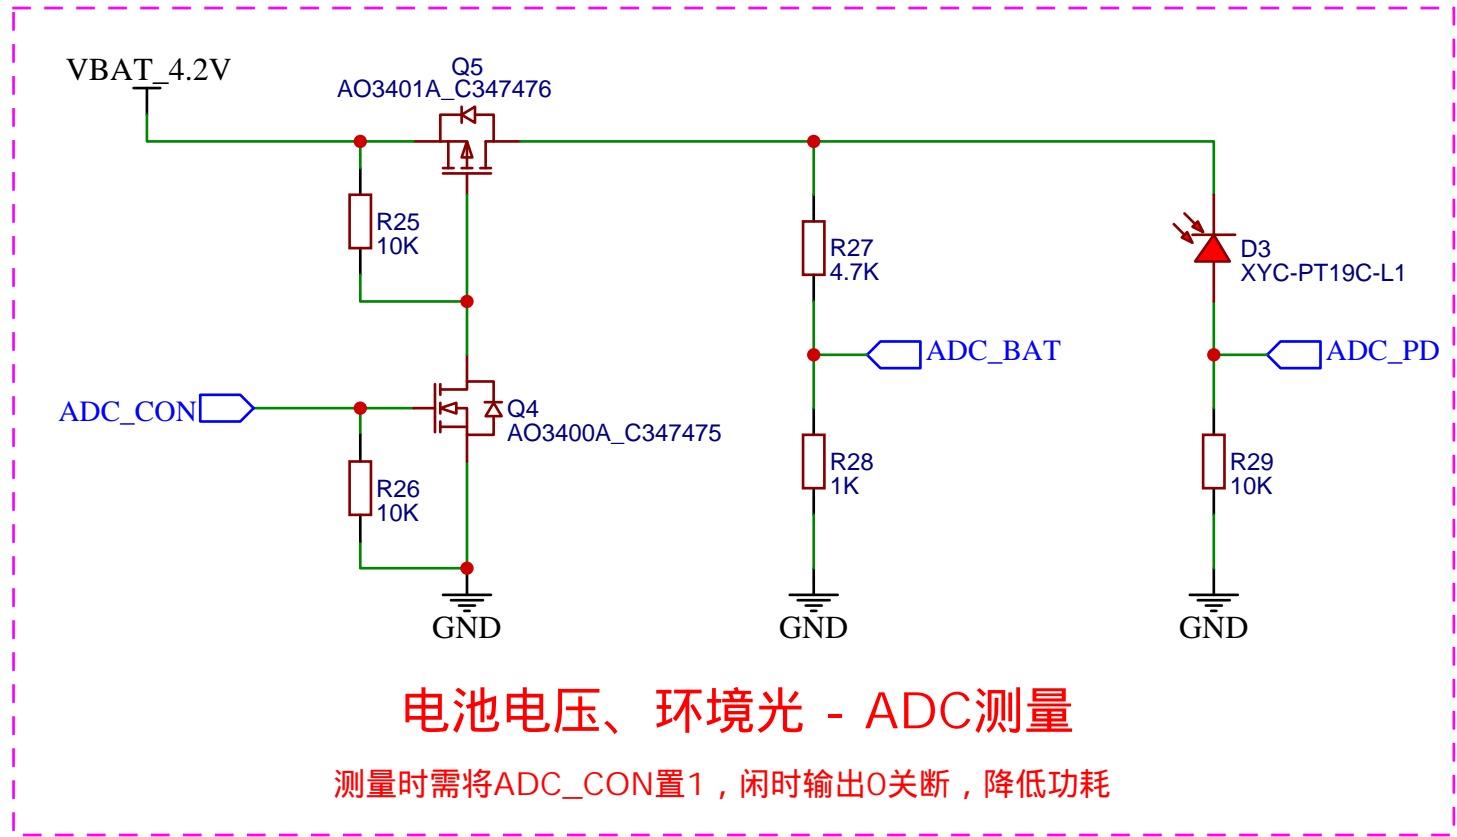 VBAT_4.2V
Q5
AO3401A_C347476
R25
10K
R27
4.7K
D3
XYC-PT19C-L1
ADC_BAT
ADC_PD
ADC_CON
Q4
AO3400A_C347475
R26
10K
R28
1K
R29
10K
GND
GND
GND
电池电压、环境光 - ADC测量
测量时需将ADC_CON置1，闲时输出0关断，降低功耗